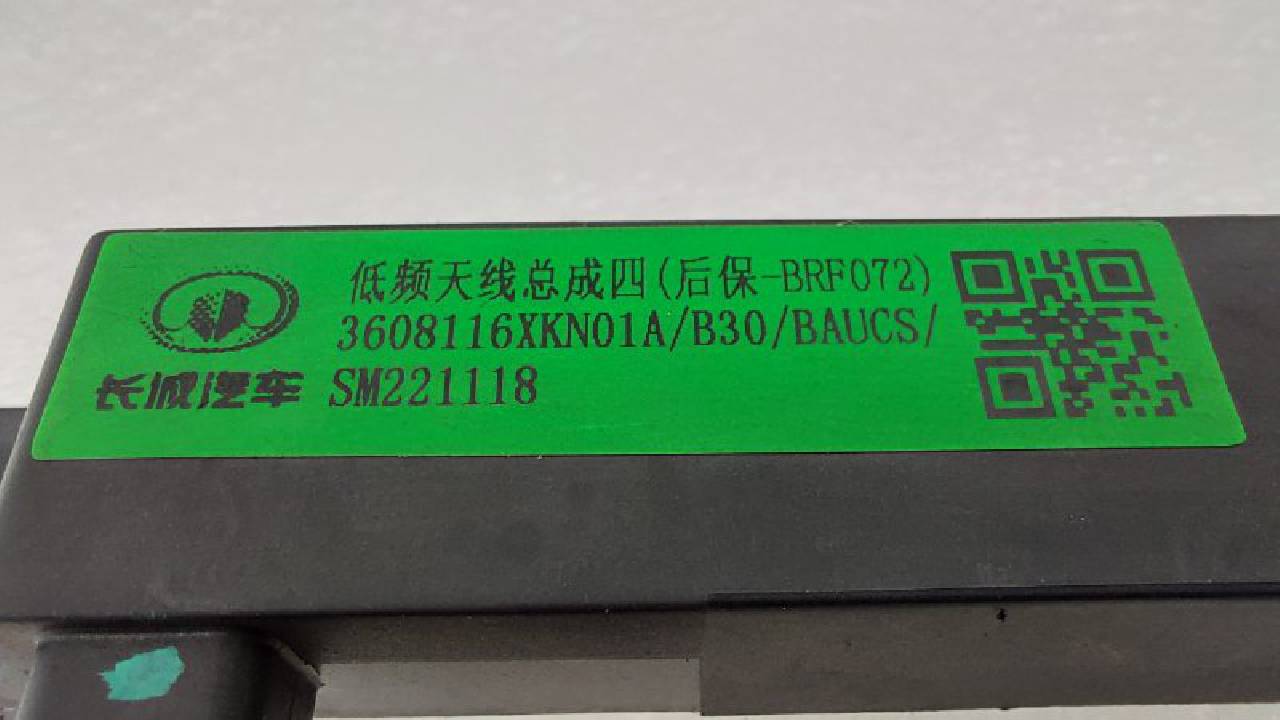 低频天线总成四(后保-BRF072)
3608116XKN01A/B30/BAUCS/
长城汽车 SM221118